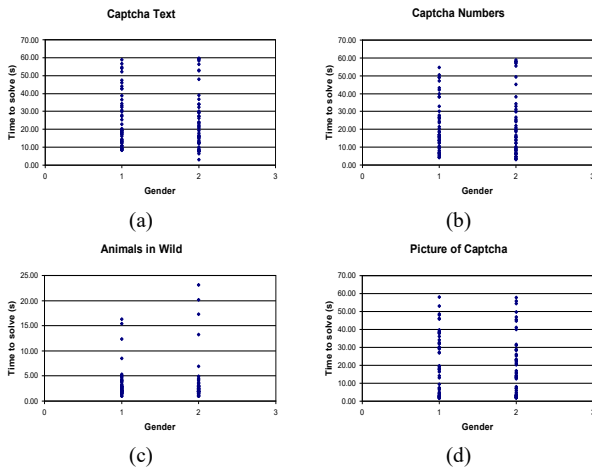 Captcha Text
Time to solve (s)
70.00
60.00
50.00
40.00
30.00
20.00
10.00
0.00
0 1 2 3
Gender
(a)
Captcha Numbers
Time to solve (s)
70.00
60.00
50.00
40.00
30.00
20.00
10.00
0.00
0 1 2 3
Gender
(b)
Animals in Wild
Time to solve (s)
25.00
20.00
15.00
10.00
5.00
0.00
0 1 2 3
Gender
(c)
Picture of Captcha
Time to solve (s)
70.00
60.00
50.00
40.00
30.00
20.00
10.00
0.00
0 1 2 3
Gender
(d)